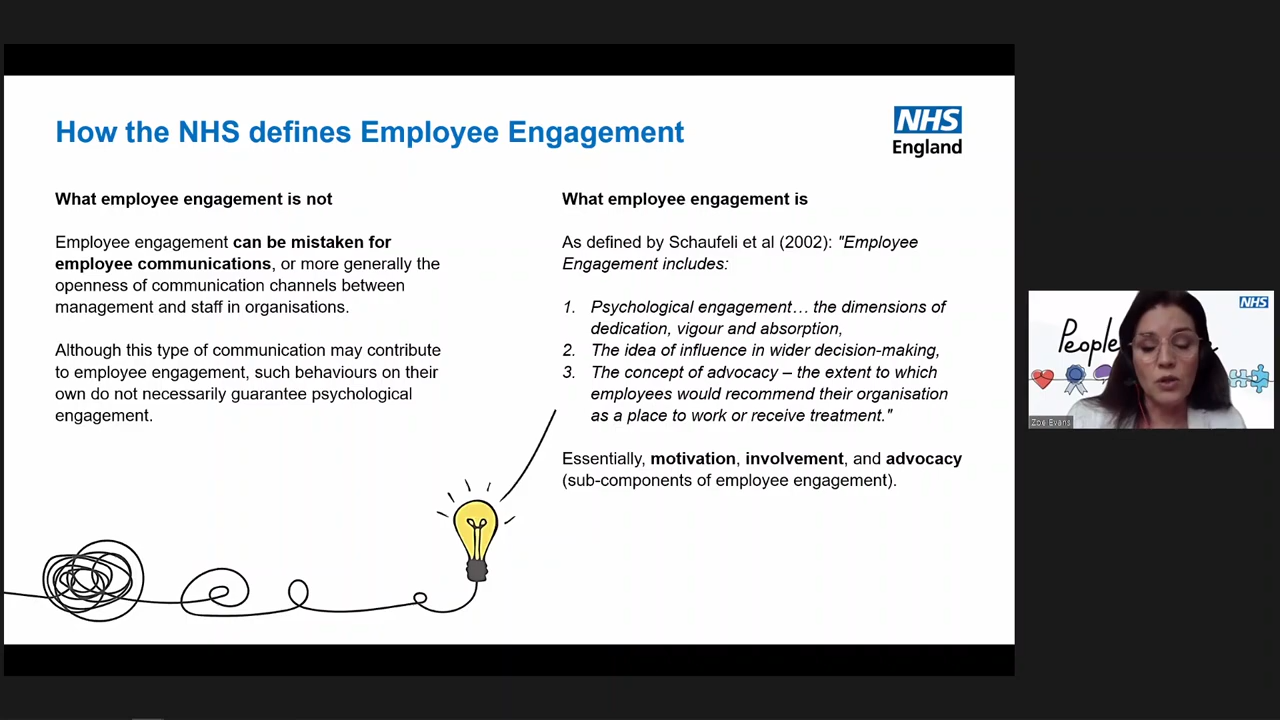 How the NHS defines Employee Engagement
NHS
England
What employee engagement is not
Employee engagement can be mistaken for
employee communications, or more generally the
openness of communication channels between
management and staff in organisations.
Although this type of communication may contribute
to employee engagement, such behaviours on their
own do not necessarily guarantee psychological
engagement.
What employee engagement is
As defined by Schaufeli et al (2002): "Employee
Engagement includes:
1. Psychological engagement… the dimensions of
dedication, vigour and absorption,
2. The idea of influence in wider decision-making,
3. The concept of advocacy – the extent to which
employees would recommend their organisation
as a place to work or receive treatment."
Essentially, motivation, involvement, and advocacy
(sub-components of employee engagement).
NHS
People
Zoe Evans